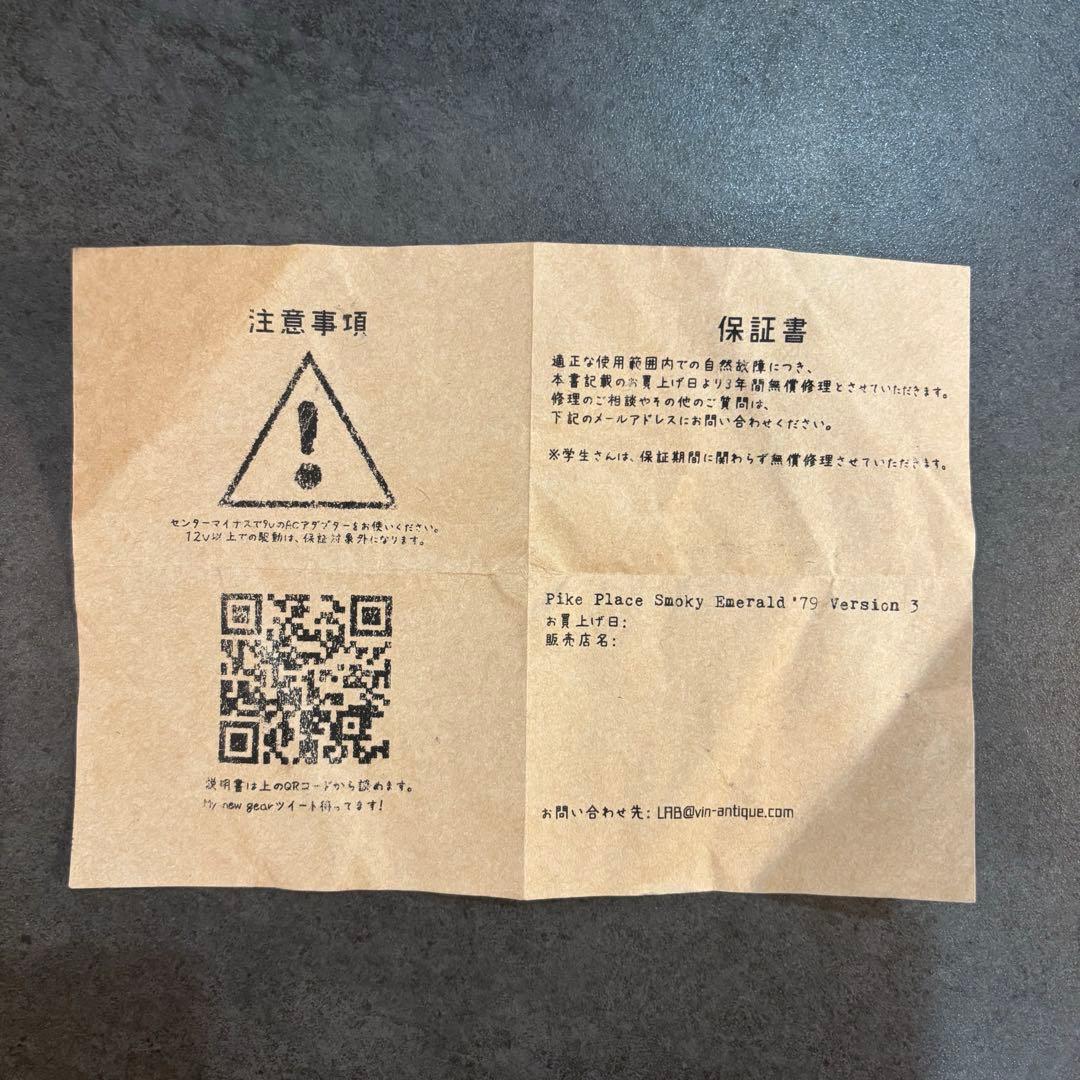 注意事項
センターマイナスで9VのACアダプターをお使いください。
12V以上での駆動は、保証対象外になります。
説明書は上のQRコードから読めます。
My new gearツイート待ってます!
保証書
適正な使用範囲内での自然故障につき、
本書記載のお買上げ日より3年間無償修理とさせていただきます。
修理のご相談やその他のご質問は、
下記のメールアドレスにお問い合わせください。
※学生さんは、保証期間に関わらず無償修理させていただきます。
Pike Place Smoky Emerald '79 Version 3
お買上げ日:
販売店名:
お問い合わせ先: LAB@vin-antique.com